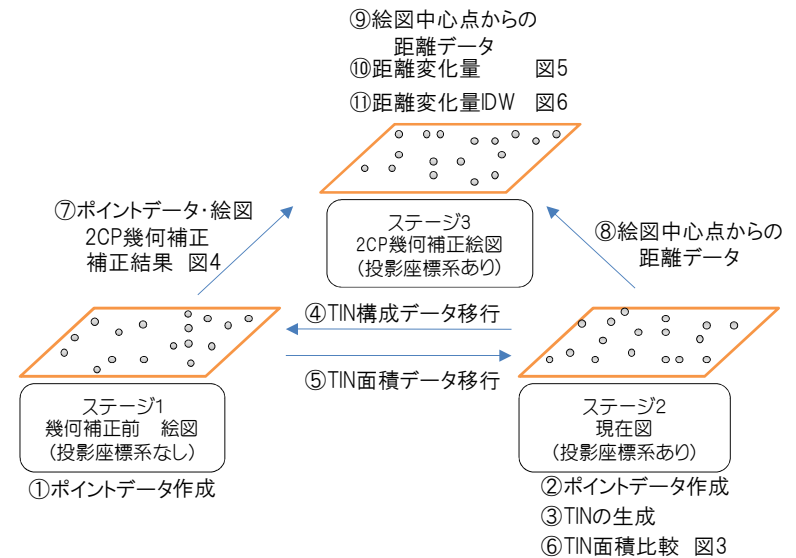 ⑨絵図中心点からの
距離データ
⑩距離変化量 図5
⑪距離変化量IDW 図6
⑦ポイントデータ・絵図
2CP幾何補正
補正結果 図4
ステージ3
2CP幾何補正絵図
(投影座標系あり)
⑧絵図中心点からの
距離データ
④TIN構成データ移行
⑤TIN面積データ移行
ステージ1
幾何補正前 絵図
(投影座標系なし)
①ポイントデータ作成
ステージ2
現在図
(投影座標系あり)
②ポイントデータ作成
③TINの生成
⑥TIN面積比較 図3